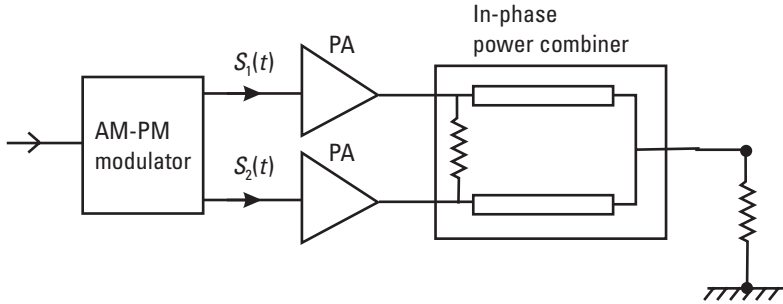 In-phase
power combiner
PA
S₁(t)
AM-PM
modulator
PA
S₂(t)